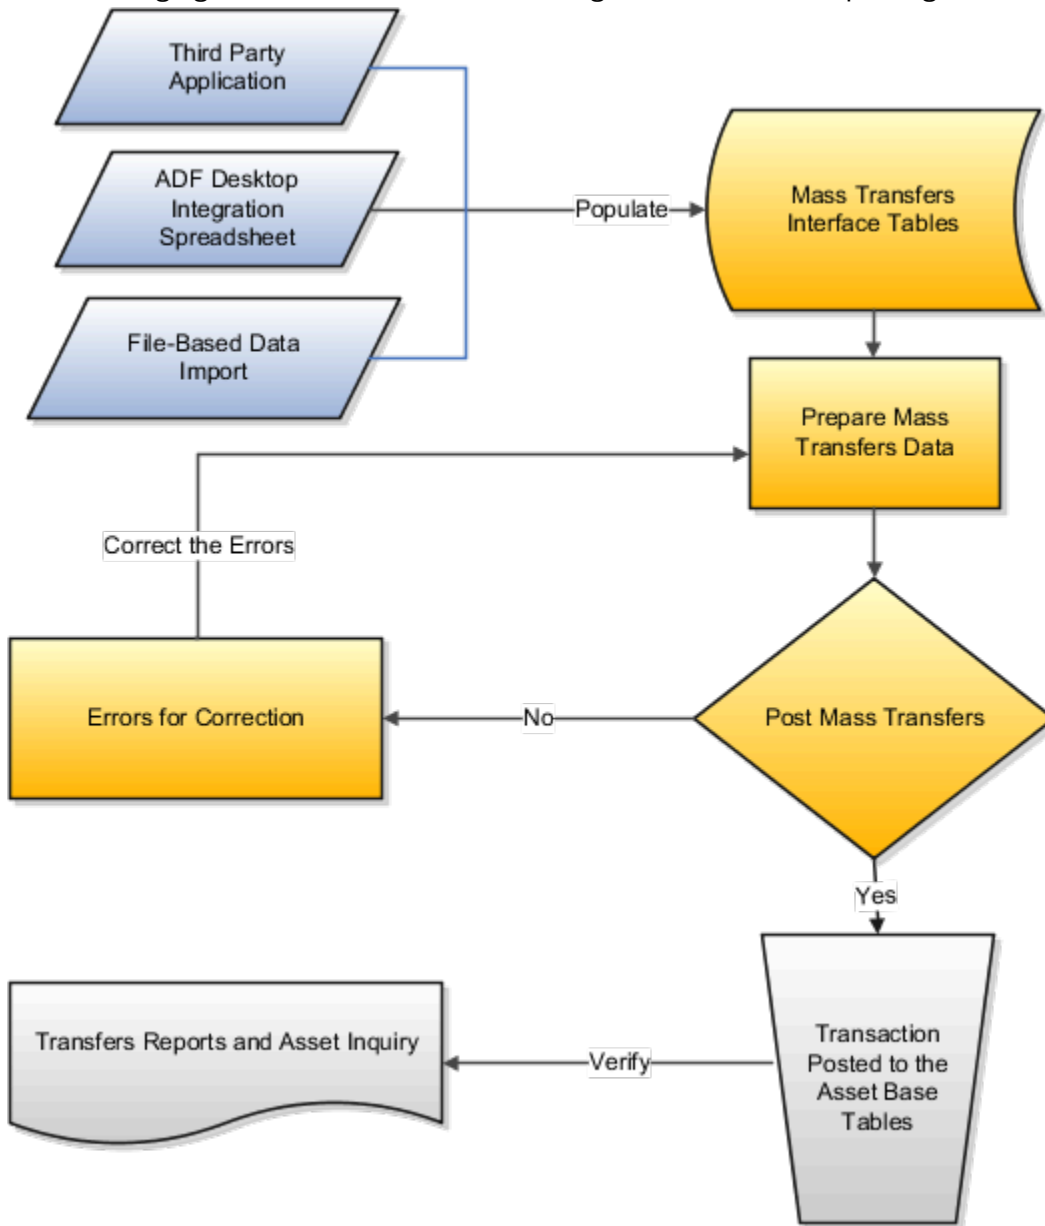 Third Party
Application
ADF Desktop
Integration
Spreadsheet
Populate
Mass Transfers
Interface Tables
File-Based Data
Import
Prepare Mass
Transfers Data
Correct the Errors
Errors for Correction
No
Post Mass Transfers
Yes
Transfers Reports and Asset Inquiry
Verify
Transaction
Posted to the
Asset Base
Tables